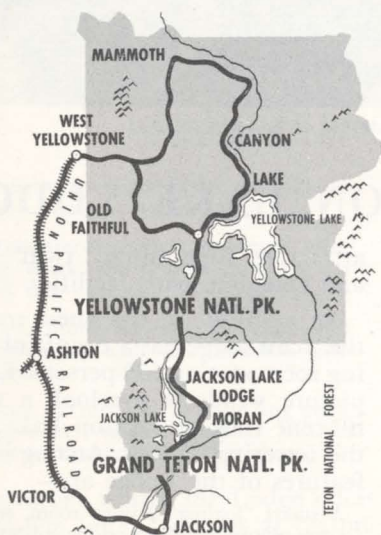 MAMMOTH
WEST
YELLOWSTONE
CANYON
LAKE
OLD
FAITHFUL
YELLOWSTONE LAKE
UNION PACIFIC RAILROAD
YELLOWSTONE NATL. PK.
ASHTON
JACKSON LAKE
LODGE
JACKSON LAKE
MORAN
TETON NATIONAL FOREST
GRAND TETON NATL. PK.
VICTOR
JACKSON